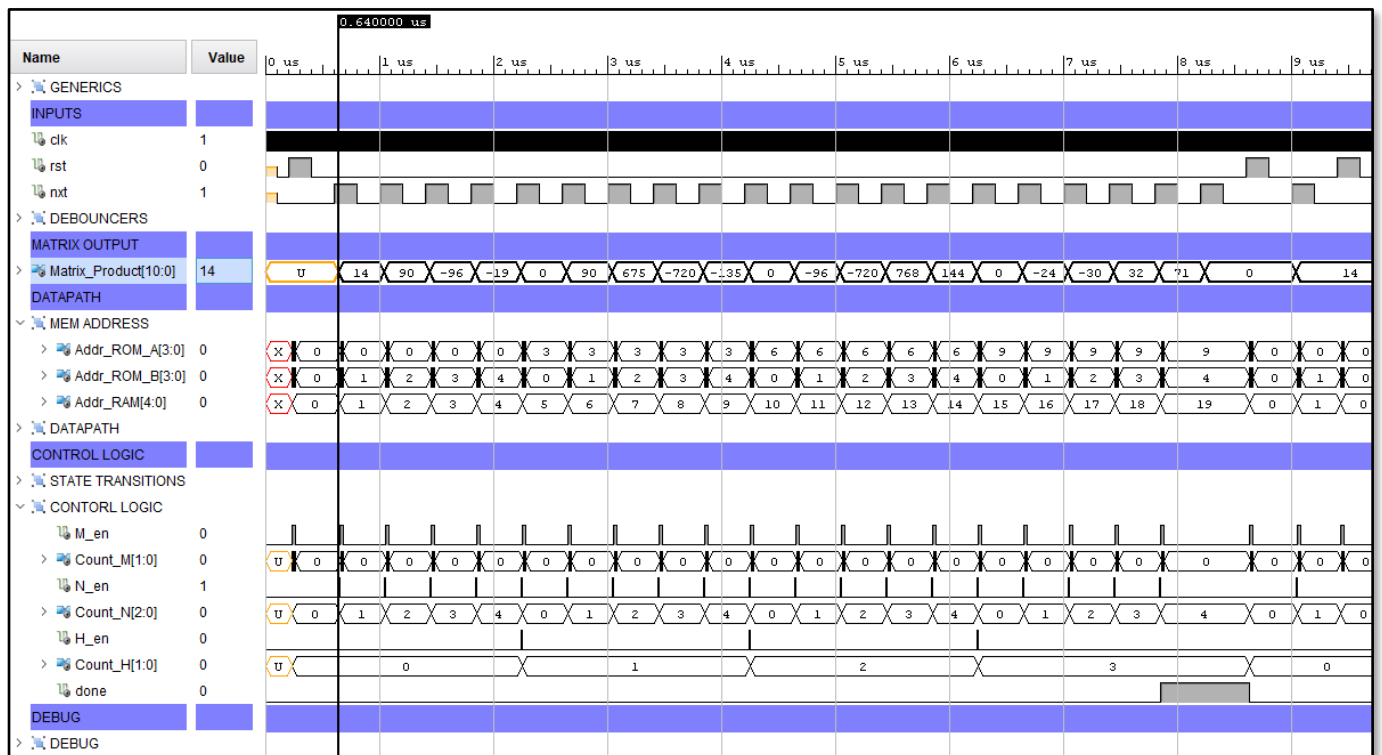 0.640000 us
Name Value 0 us 1 us 2 us 3 us 4 us 5 us 6 us 7 us 8 us 9 us
GENERICS
INPUTS
clk 1
rst 0
nxt 1
DEBOUNCERS
MATRIX OUTPUT
Matrix_Product[10:0] 14 U 14 90 -96 -19 0 90 675 -720 -135 0 -96 -720 768 144 0 -24 -30 32 71 0 14
DATAPATH
MEM ADDRESS
Addr_ROM_A[3:0] 0 X 0 0 0 0 0 3 3 3 3 3 6 6 6 6 6 9 9 9 9 9 0 0 0
Addr_ROM_B[3:0] 0 X 0 1 2 3 4 0 1 2 3 4 0 1 2 3 4 0 1 2 3 4 0 1 0
Addr_RAM[4:0] 0 X 0 1 2 3 4 5 6 7 8 9 10 11 12 13 14 15 16 17 18 19 0 1 0
DATAPATH
CONTROL LOGIC
STATE TRANSITIONS
CONTORL LOGIC
M_en 0
Count_M[1:0] 0 U 0 0 0 0 0 0 0 0 0 0 0 0 0 0 0 0 0 0 0 0 0 0 0
N_en 1
Count_N[2:0] 0 U 0 1 2 3 4 0 1 2 3 4 0 1 2 3 4 0 1 2 3 4 0 1 0
H_en 0
Count_H[1:0] 0 U 0 1 2 3 0
done 0
DEBUG
DEBUG